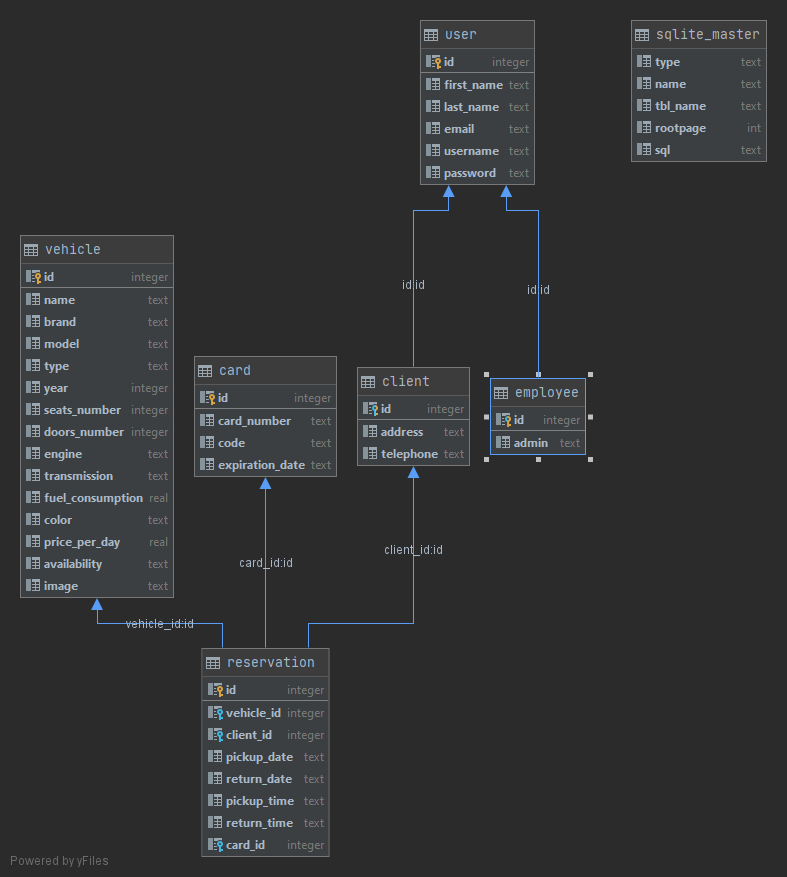 user
id integer
first_name text
last_name text
email text
username text
password text
sqlite_master
type text
name text
tbl_name text
rootpage int
sql text
id:id
id:id
vehicle
id integer
name text
brand text
model text
type text
year integer
seats_number integer
doors_number integer
engine text
transmission text
fuel_consumption real
color text
price_per_day real
availability text
image text
card
id integer
card_number text
code text
expiration_date text
client
id integer
address text
telephone text
employee
id integer
admin text
client_id:id
card_id:id
vehicle_id:id
reservation
id integer
vehicle_id integer
client_id integer
pickup_date text
return_date text
pickup_time text
return_time text
card_id integer
Powered by yFiles